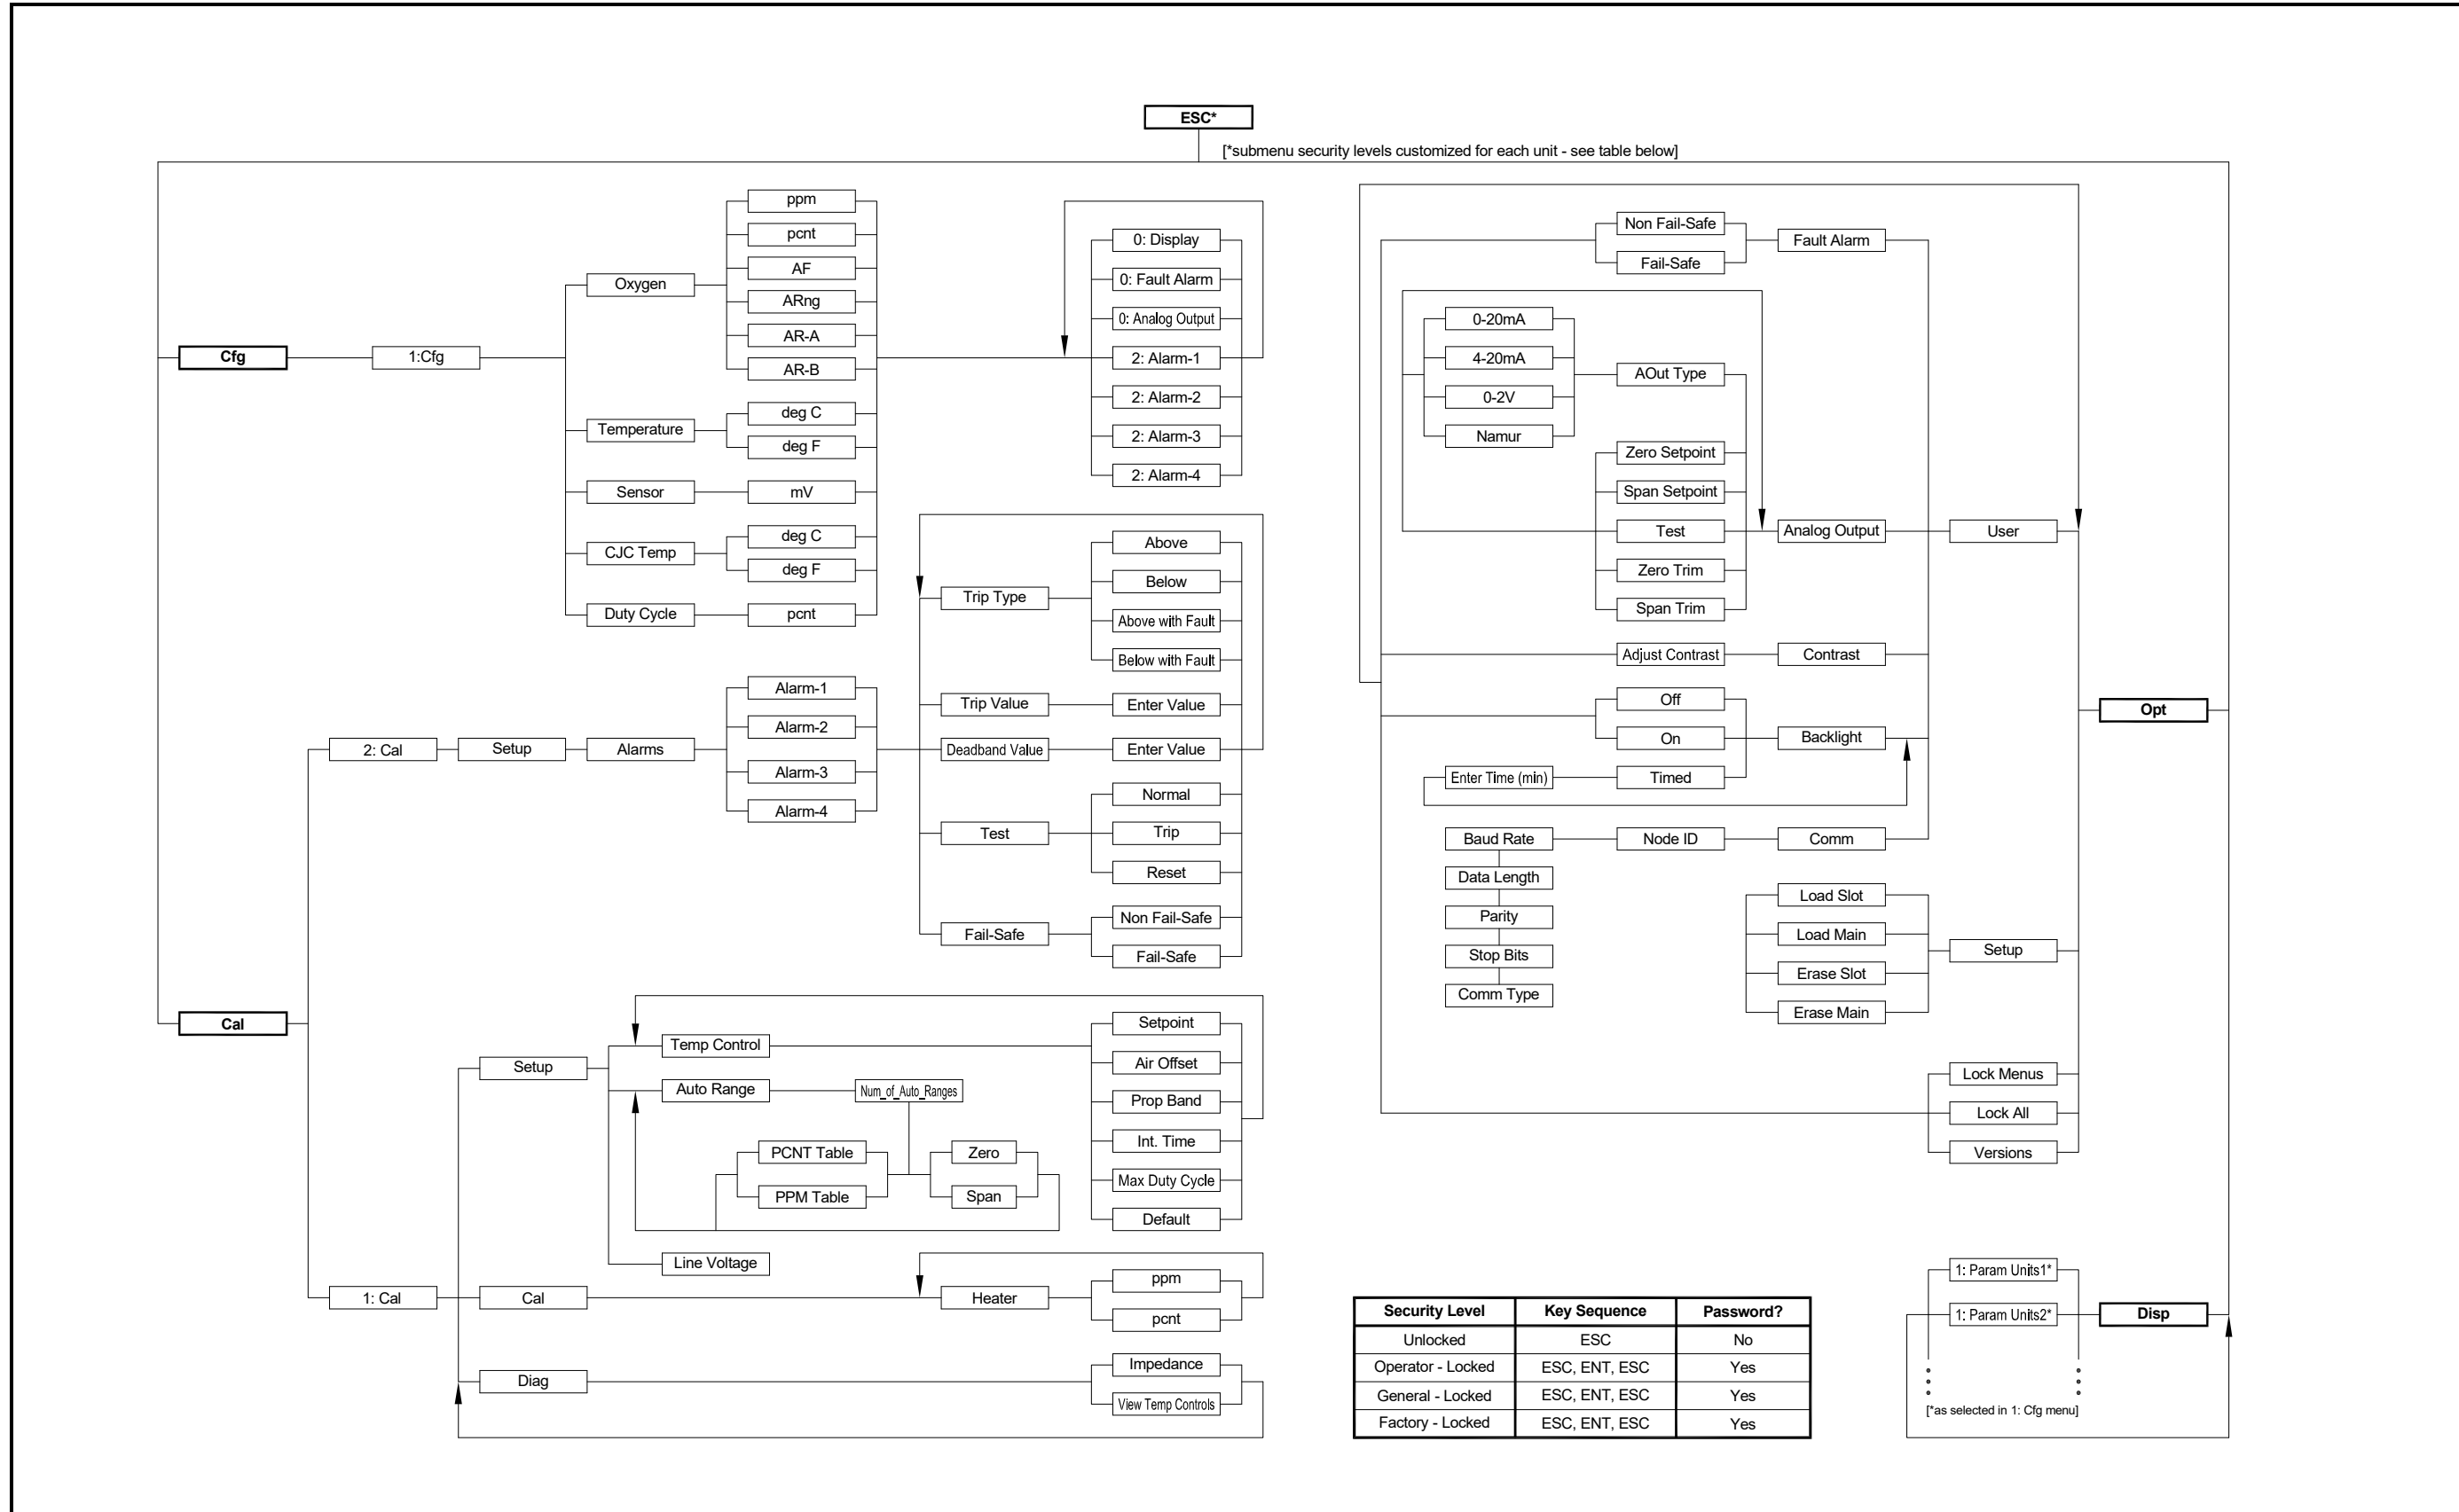 ESC*
[*submenu security levels customized for each unit - see table below]
Cfg
1:Cfg
Oxygen
ppm
pcnt
AF
ARng
AR-A
AR-B
Temperature
deg C
deg F
Sensor
mV
CJC Temp
deg C
deg F
Duty Cycle
pcnt
0: Display
0: Fault Alarm
0: Analog Output
2: Alarm-1
2: Alarm-2
2: Alarm-3
2: Alarm-4
Cal
2: Cal
Setup
Alarms
Alarm-1
Alarm-2
Alarm-3
Alarm-4
Trip Type
Above
Below
Above with Fault
Below with Fault
Trip Value
Enter Value
Deadband Value
Enter Value
Test
Normal
Trip
Reset
Fail-Safe
Non Fail-Safe
Fail-Safe
1: Cal
Setup
Temp Control
Setpoint
Air Offset
Prop Band
Int. Time
Max Duty Cycle
Default
Auto Range
Num_of_Auto_Ranges
PCNT Table
PPM Table
Zero
Span
Line Voltage
Cal
Heater
ppm
pcnt
Diag
Impedance
View Temp Controls
Non Fail-Safe
Fail-Safe
Fault Alarm
0-20mA
4-20mA
0-2V
Namur
AOut Type
Zero Setpoint
Span Setpoint
Test
Zero Trim
Span Trim
Analog Output
User
Adjust Contrast
Contrast
Off
On
Timed
Enter Time (min)
Backlight
Opt
Baud Rate
Node ID
Comm
Data Length
Parity
Stop Bits
Comm Type
Load Slot
Load Main
Erase Slot
Erase Main
Setup
Lock Menus
Lock All
Versions
1: Param Units1*
1: Param Units2*
Disp
[*as selected in 1: Cfg menu]
Security Level Key Sequence Password?
Unlocked ESC No
Operator - Locked ESC, ENT, ESC Yes
General - Locked ESC, ENT, ESC Yes
Factory - Locked ESC, ENT, ESC Yes